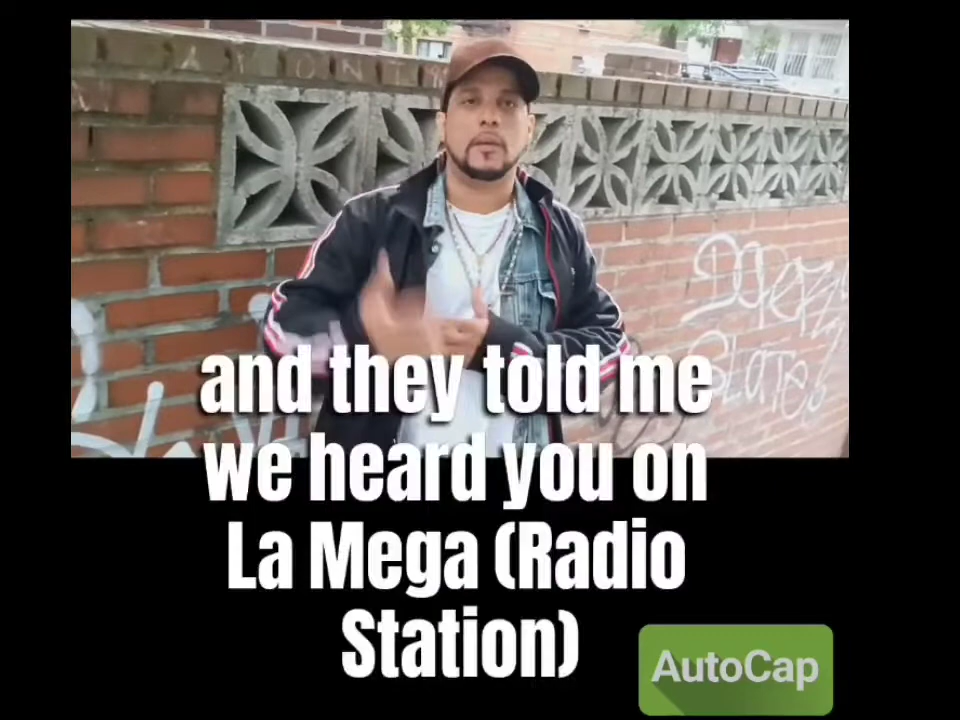 and they told me
we heard you on
La Mega (Radio
Station)
AutoCap